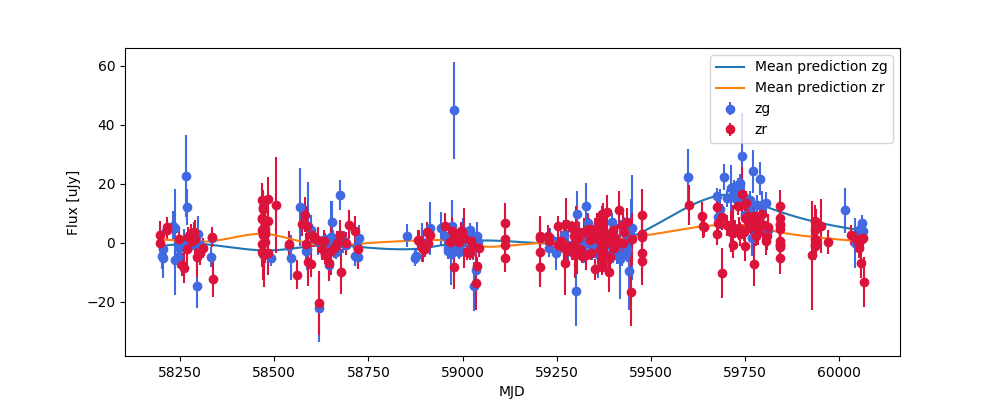 Mean prediction zg
Mean prediction zr
zg
zr
60
40
20
0
−20
Flux [uJy]
58250
58500
58750
59000
59250
59500
59750
60000
MJD